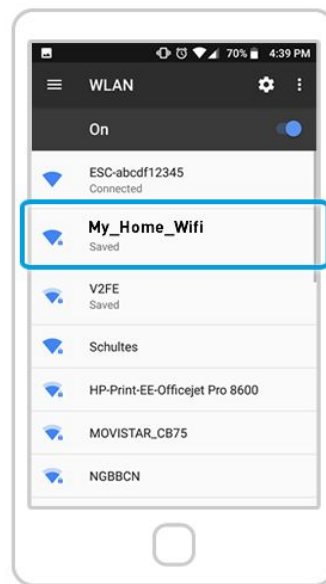 70% 4:39 PM
WLAN
On
ESC-abcdf12345
Connected
My_Home_Wifi
Saved
V2FE
Saved
Schultes
HP-Print-EE-Officejet Pro 8600
MOVISTAR_CB75
NGBBCN